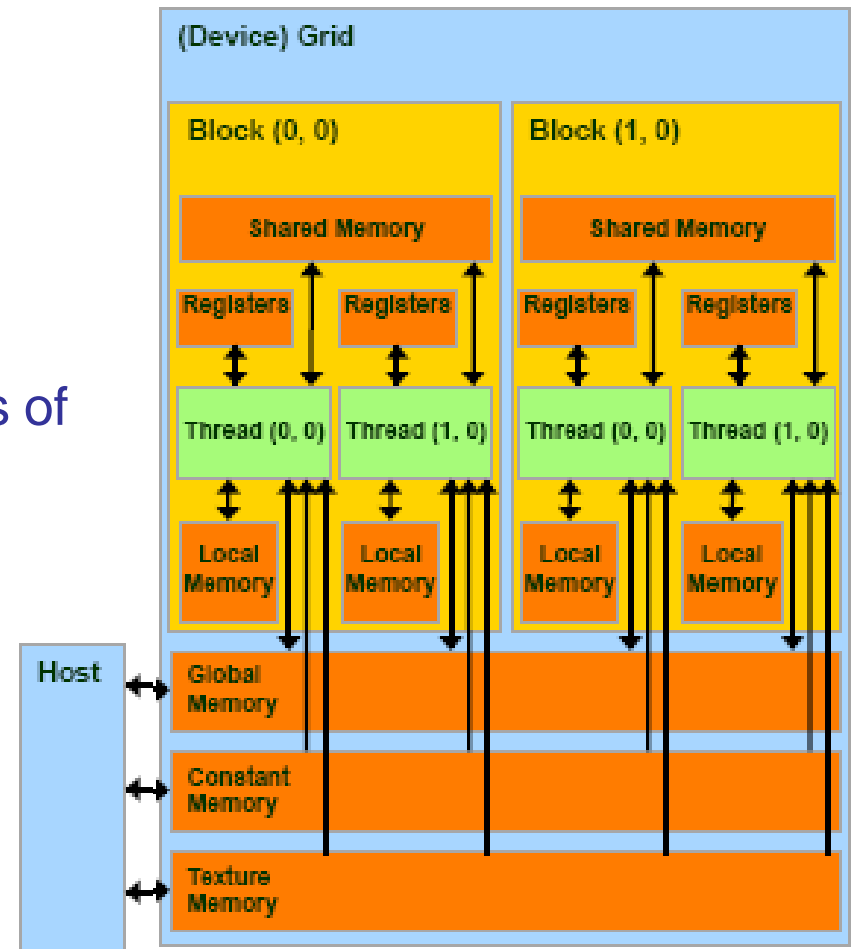 (Device) Grid
Block (0, 0)
Block (1, 0)
Shared Memory
Shared Memory
Registers
Registers
Registers
Registers
s of
Thread (0, 0)
Thread (1, 0)
Thread (0, 0)
Thread (1, 0)
Local
Memory
Local
Memory
Local
Memory
Local
Memory
Host
Global
Memory
Constant
Memory
Texture
Memory